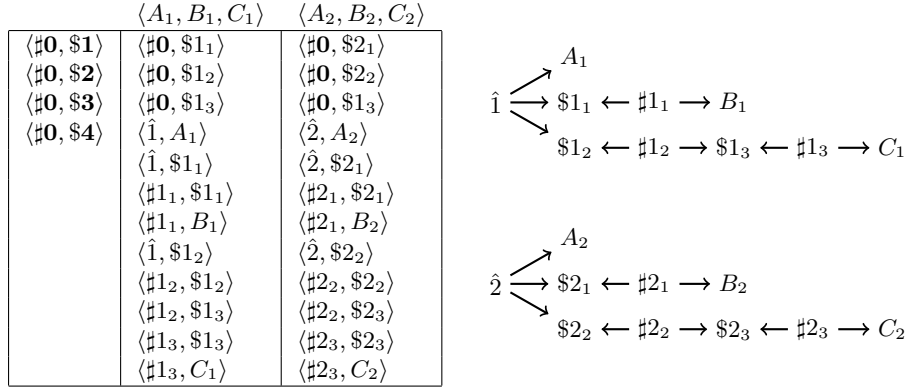 ⟨A₁, B₁, C₁⟩ ⟨A₂, B₂, C₂⟩
⟨♯0, $1⟩ ⟨♯0, $1₁⟩ ⟨♯0, $2₁⟩
⟨♯0, $2⟩ ⟨♯0, $1₂⟩ ⟨♯0, $2₂⟩
⟨♯0, $3⟩ ⟨♯0, $1₃⟩ ⟨♯0, $1₃⟩
⟨♯0, $4⟩ ⟨1̂, A₁⟩ ⟨2̂, A₂⟩
⟨1̂, $1₁⟩ ⟨2̂, $2₁⟩
⟨♯1₁, $1₁⟩ ⟨♯2₁, $2₁⟩
⟨♯1₁, B₁⟩ ⟨♯2₁, B₂⟩
⟨1̂, $1₂⟩ ⟨2̂, $2₂⟩
⟨♯1₂, $1₂⟩ ⟨♯2₂, $2₂⟩
⟨♯1₂, $1₃⟩ ⟨♯2₂, $2₃⟩
⟨♯1₃, $1₃⟩ ⟨♯2₃, $2₃⟩
⟨♯1₃, C₁⟩ ⟨♯2₃, C₂⟩
A₁
1̂ → $1₁ ← ♯1₁ → B₁
$1₂ ← ♯1₂ → $1₃ ← ♯1₃ → C₁
A₂
2̂ → $2₁ ← ♯2₁ → B₂
$2₂ ← ♯2₂ → $2₃ ← ♯2₃ → C₂